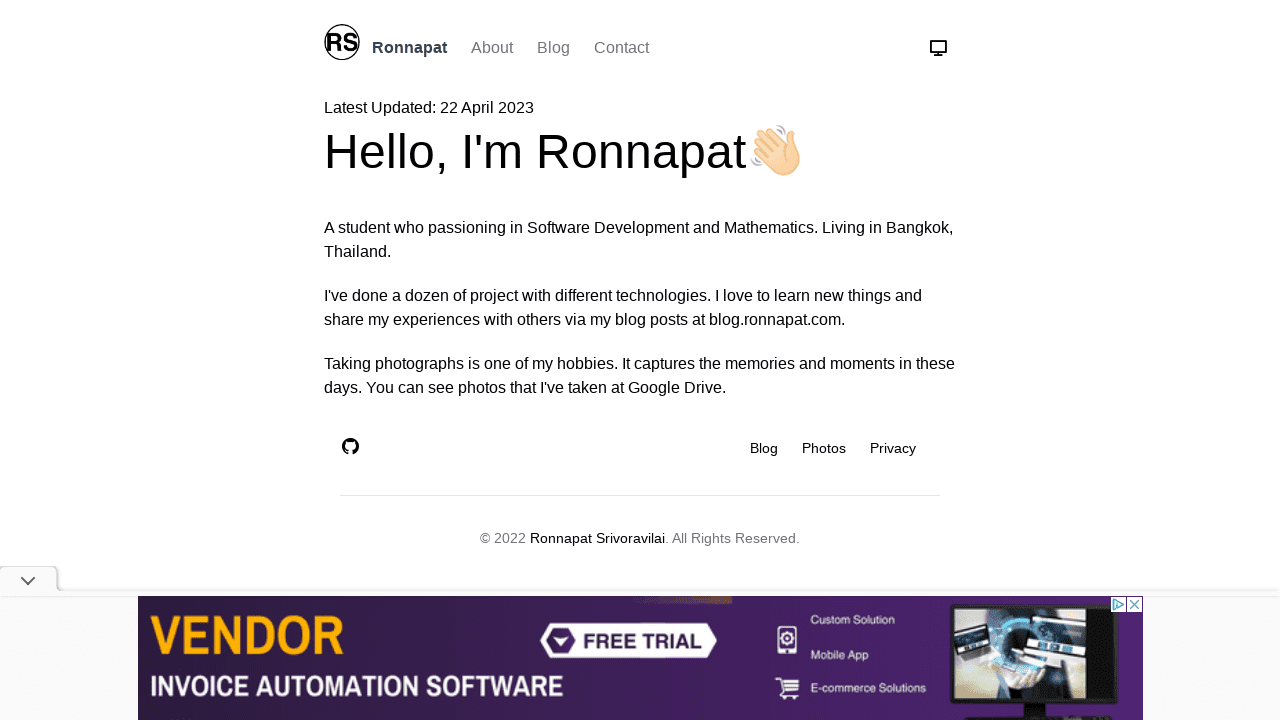 RS Ronnapat About Blog Contact
Latest Updated: 22 April 2023
Hello, I'm Ronnapat👋🏻
A student who passioning in Software Development and Mathematics. Living in Bangkok,
Thailand.
I've done a dozen of project with different technologies. I love to learn new things and
share my experiences with others via my blog posts at blog.ronnapat.com.
Taking photographs is one of my hobbies. It captures the memories and moments in these
days. You can see photos that I've taken at Google Drive.
Blog Photos Privacy
© 2022 Ronnapat Srivoravilai. All Rights Reserved.
VENDOR
INVOICE AUTOMATION SOFTWARE
FREE TRIAL
Custom Solution
Mobile App
E-commerce Solutions